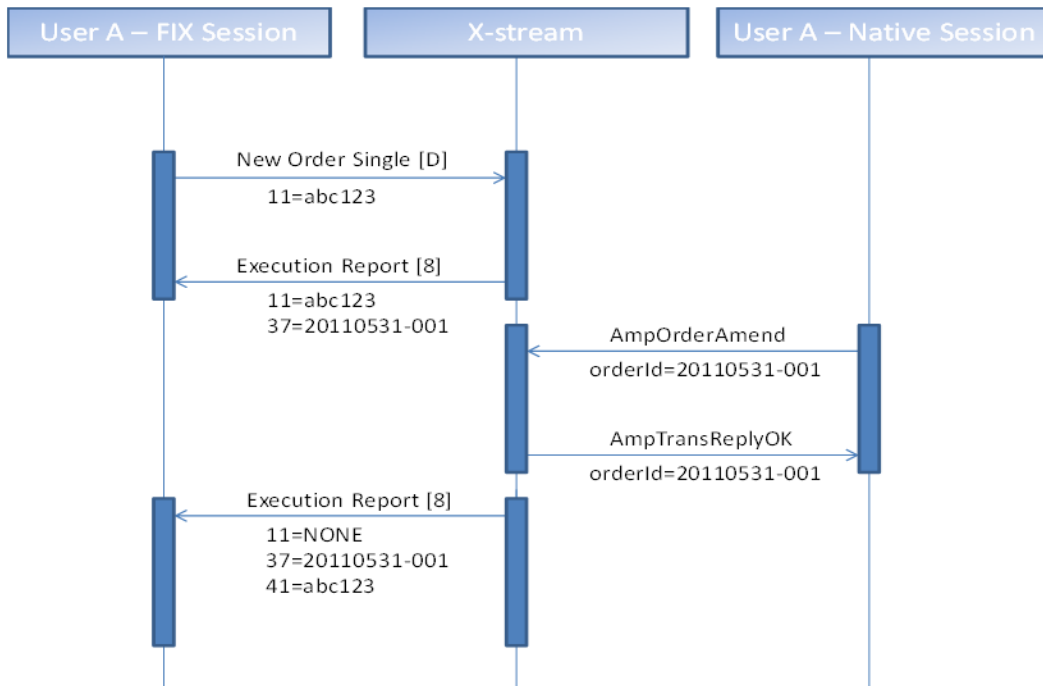 User A – FIX Session
X-stream
User A – Native Session
New Order Single [D]
11=abc123
Execution Report [8]
11=abc123
37=20110531-001
AmpOrderAmend
orderId=20110531-001
AmpTransReplyOK
orderId=20110531-001
Execution Report [8]
11=NONE
37=20110531-001
41=abc123